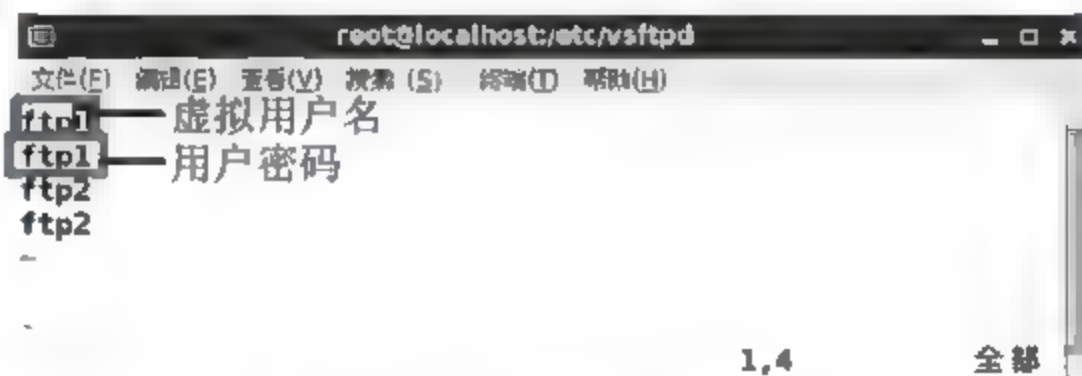 root@localhost:/etc/vsftpd
文件(F) 编辑(E) 查看(V) 搜索 (S) 终端(T) 帮助(H)
ftp1 虚拟用户名
ftp1 用户密码
ftp2
ftp2
~
~
1,4 全部